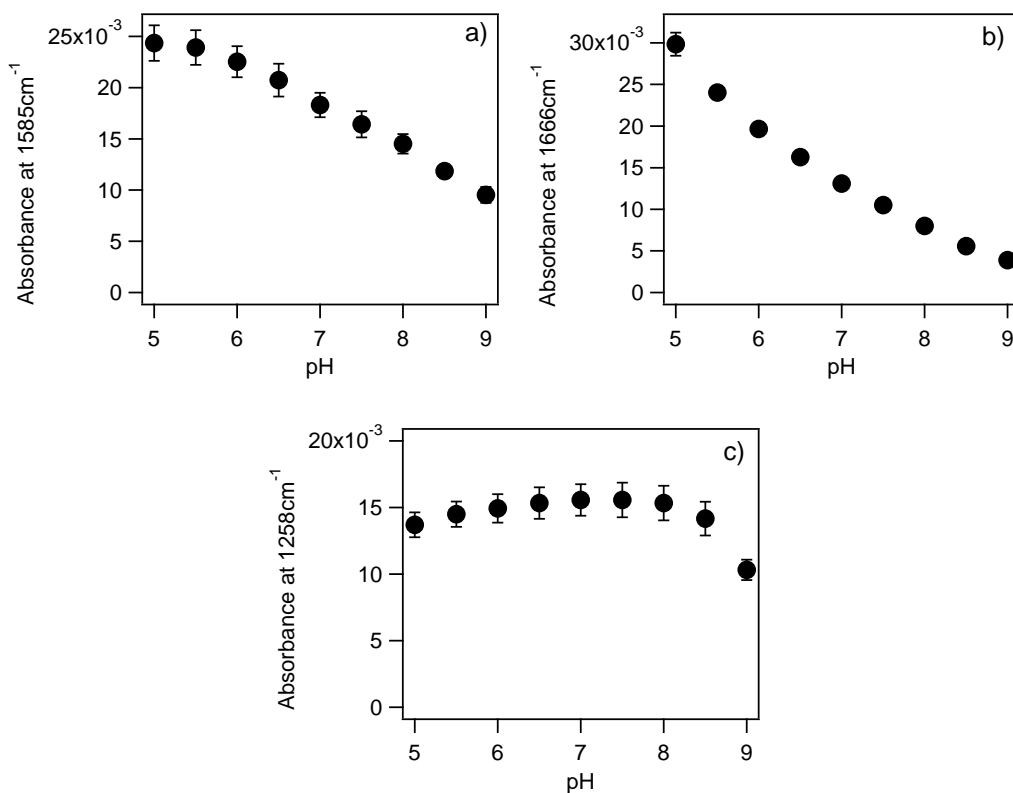 a)
Absorbance at 1585cm⁻¹
25x10⁻³
20
15
10
5
0
5 6 7 8 9
pH
b)
Absorbance at 1666cm⁻¹
30x10⁻³
25
20
15
10
5
0
5 6 7 8 9
pH
c)
Absorbance at 1258cm⁻¹
20x10⁻³
15
10
5
0
5 6 7 8 9
pH